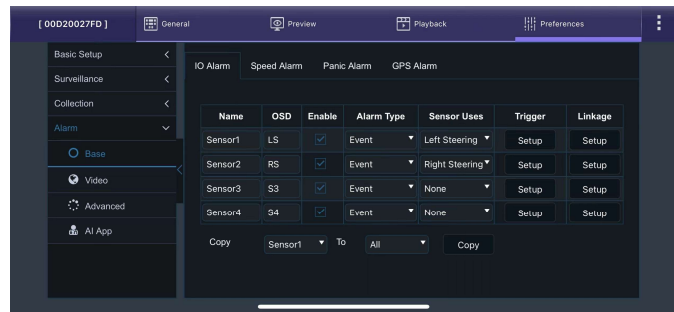 [ 00D20027FD ] General Preview Playback Preferences
Basic Setup
IO Alarm Speed Alarm Panic Alarm GPS Alarm
Surveillance
Collection
Name OSD Enable Alarm Type Sensor Uses Trigger Linkage
Alarm
Sensor1 LS Event Left Steering Setup Setup
Base
Sensor2 RS Event Right Steering Setup Setup
Video
Sensor3 S3 Event None Setup Setup
Advanced
Sensor4 S4 Event None Setup Setup
AI App
Copy Sensor1 To All Copy